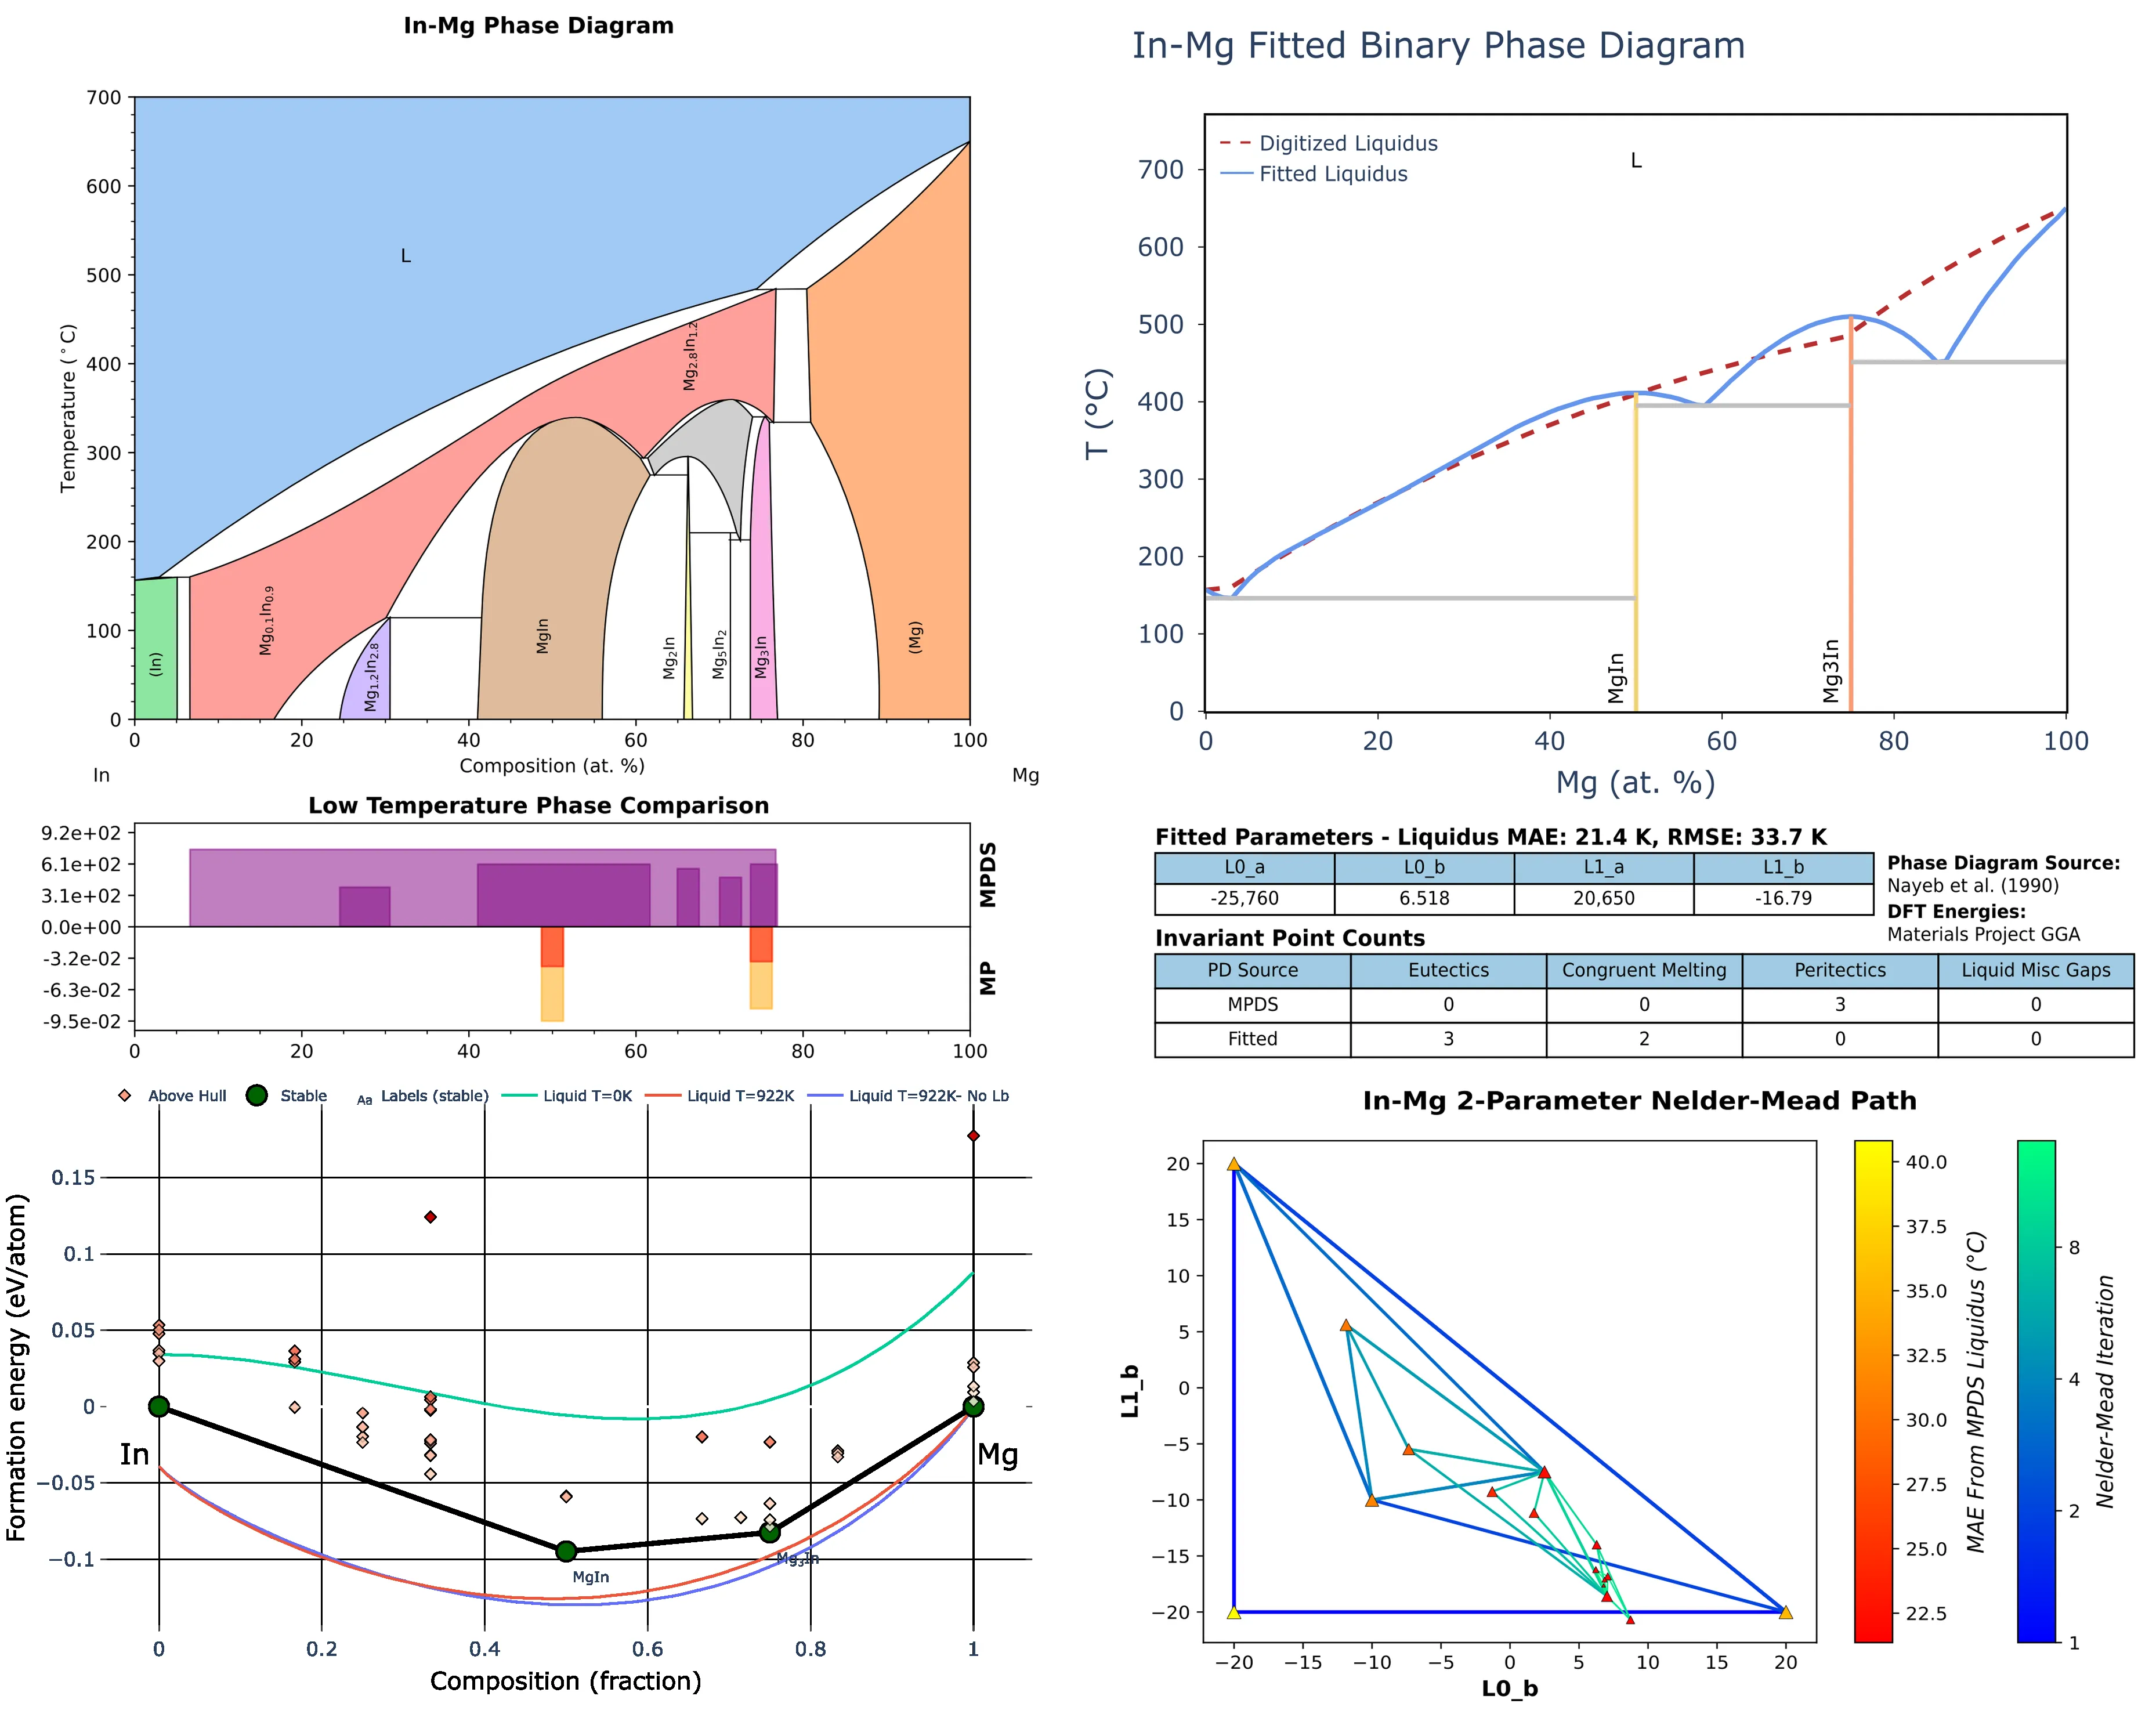 In-Mg Phase Diagram
Temperature (°C)
700
600
500
400
300
200
100
0
L
(In)
Mg0.1In0.9
Mg1.2In2.8
MgIn
Mg2.8In1.2
Mg2In
Mg5In2
Mg3In
(Mg)
0 20 40 60 80 100
Composition (at. %)
In Mg
In-Mg Fitted Binary Phase Diagram
T (°C)
700
600
500
400
300
200
100
0
Digitized Liquidus
Fitted Liquidus
L
MgIn
Mg3In
0 20 40 60 80 100
Mg (at. %)
Low Temperature Phase Comparison
9.2e+02
6.1e+02
3.1e+02
0.0e+00
-3.2e-02
-6.3e-02
-9.5e-02
MPDS
MP
0 20 40 60 80 100
Fitted Parameters - Liquidus MAE: 21.4 K, RMSE: 33.7 K
L0_a L0_b L1_a L1_b
-25,760 6.518 20,650 -16.79
Phase Diagram Source:
Nayeb et al. (1990)
DFT Energies:
Materials Project GGA
Invariant Point Counts
PD Source Eutectics Congruent Melting Peritectics Liquid Misc Gaps
MPDS 0 0 3 0
Fitted 3 2 0 0
Above Hull Stable Aa Labels (stable) Liquid T=0K Liquid T=922K Liquid T=922K- No Lb
Formation energy (eV/atom)
0.15
0.1
0.05
0
−0.05
−0.1
In
Mg
MgIn
Mg3In
0 0.2 0.4 0.6 0.8 1
Composition (fraction)
In-Mg 2-Parameter Nelder-Mead Path
L1_b
20
15
10
5
0
−5
−10
−15
−20
−20 −15 −10 −5 0 5 10 15 20
L0_b
40.0
37.5
35.0
32.5
30.0
27.5
25.0
22.5
MAE From MPDS Liquidus (°C)
8
4
2
1
Nelder-Mead Iteration